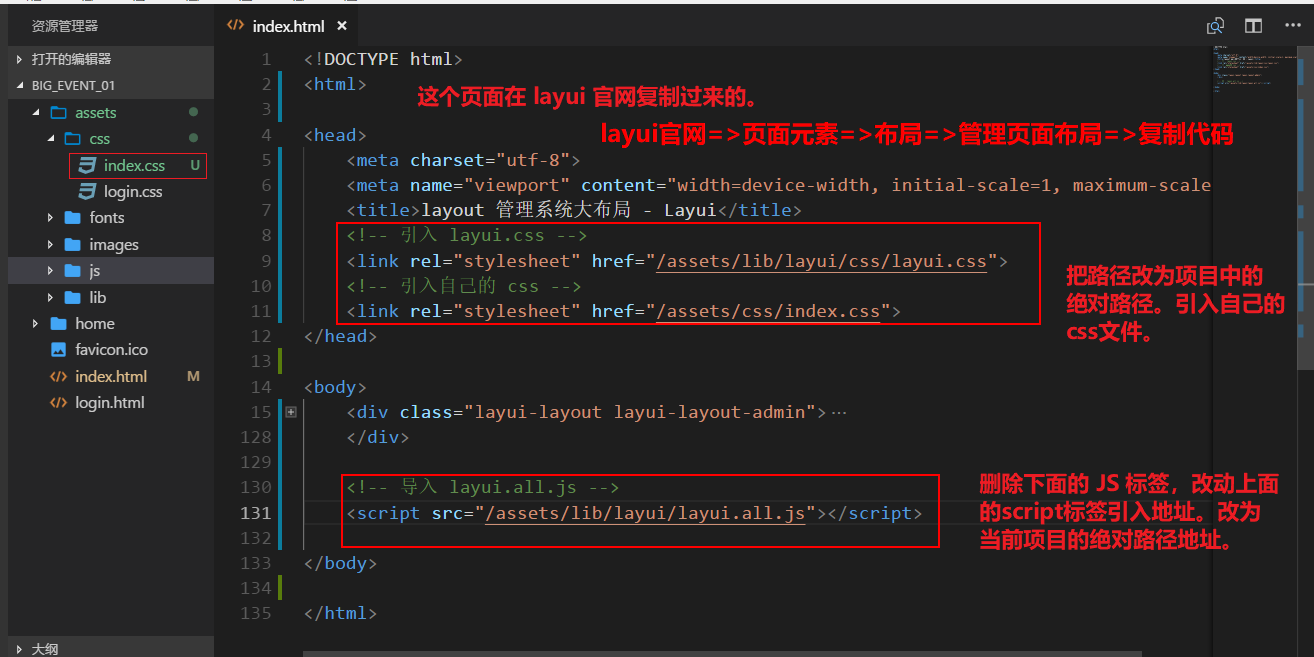 资源管理器
打开的编辑器
BIG_EVENT_01
assets
css
index.css U
login.css
fonts
images
js
lib
home
favicon.ico
index.html M
login.html
大纲
index.html ×
1 <!DOCTYPE html>
2 <html>
3
这个页面在 layui 官网复制过来的。
layui官网=>页面元素=>布局=>管理页面布局=>复制代码
4 <head>
5 <meta charset="utf-8">
6 <meta name="viewport" content="width=device-width, initial-scale=1, maximum-scale
7 <title>layout 管理系统大布局 - Layui</title>
8 <!-- 引入 layui.css -->
9 <link rel="stylesheet" href="/assets/lib/layui/css/layui.css">
10 <!-- 引入自己的 css -->
11 <link rel="stylesheet" href="/assets/css/index.css">
把路径改为项目中的
绝对路径。引入自己的
css文件。
12 </head>
13
14 <body>
15 <div class="layui-layout layui-layout-admin">…
128 </div>
129
130 <!-- 导入 layui.all.js -->
131 <script src="/assets/lib/layui/layui.all.js"></script>
132
删除下面的 JS 标签，改动上面
的script标签引入地址。改为
当前项目的绝对路径地址。
133 </body>
134
135 </html>